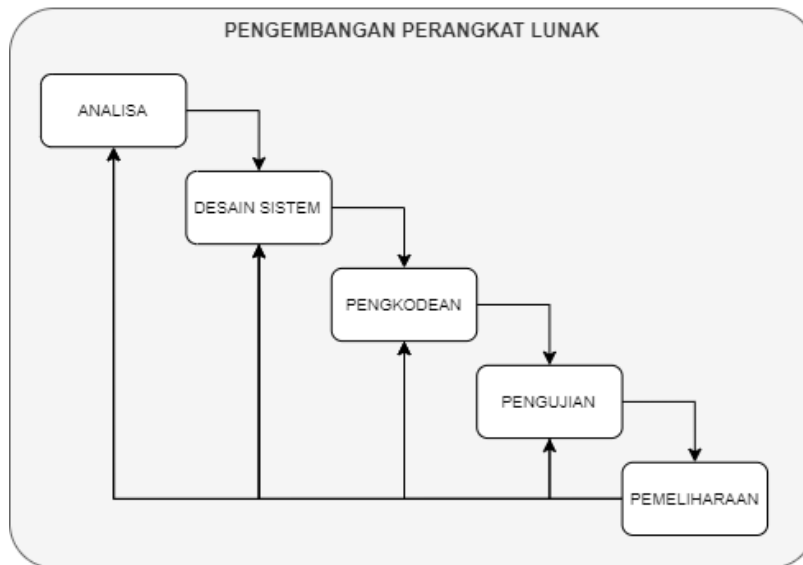 PENGEMBANGAN PERANGKAT LUNAK
ANALISA
DESAIN SISTEM
PENGKODEAN
PENGUJIAN
PEMELIHARAAN